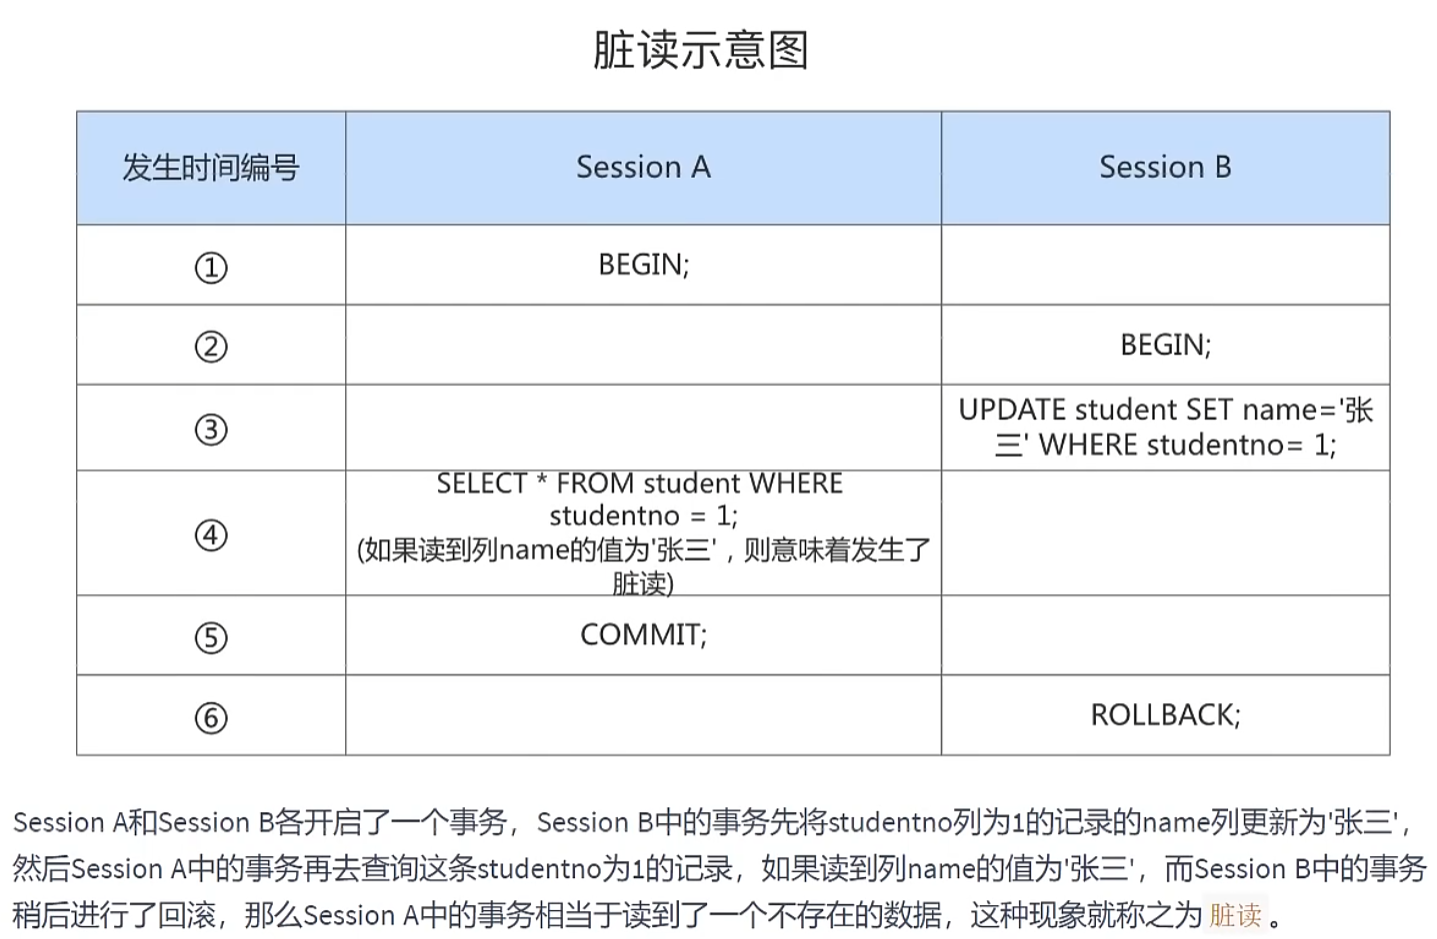 脏读示意图
发生时间编号 Session A Session B
① BEGIN;
② BEGIN;
③ UPDATE student SET name='张
三' WHERE studentno= 1;
④ SELECT * FROM student WHERE
studentno = 1;
(如果读到列name的值为'张三'，则意味着发生了
脏读)
⑤ COMMIT;
⑥ ROLLBACK;
Session A和Session B各开启了一个事务，Session B中的事务先将studentno列为1的记录的name列更新为'张三'，
然后Session A中的事务再去查询这条studentno为1的记录，如果读到列name的值为'张三'，而Session B中的事务
稍后进行了回滚，那么Session A中的事务相当于读到了一个不存在的数据，这种现象就称之为 脏读 。